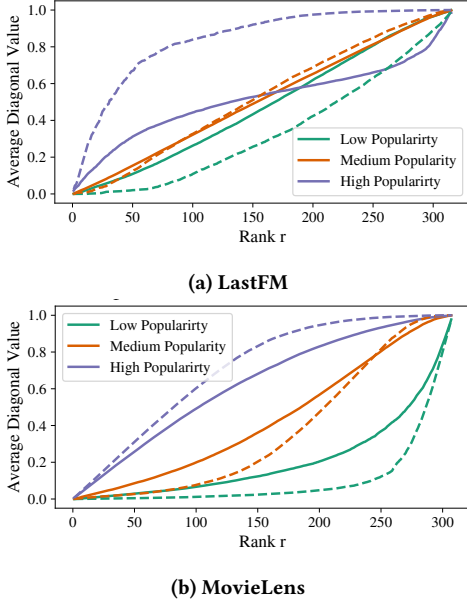 1.0
0.8
0.6
0.4
0.2
0.0
Average Diagonal Value
Low Popularirty
Medium Popularirty
High Popularirty
0 50 100 150 200 250 300
Rank r
(a) LastFM
1.0
0.8
0.6
0.4
0.2
0.0
Average Diagonal Value
Low Popularirty
Medium Popularirty
High Popularirty
0 50 100 150 200 250 300
Rank r
(b) MovieLens